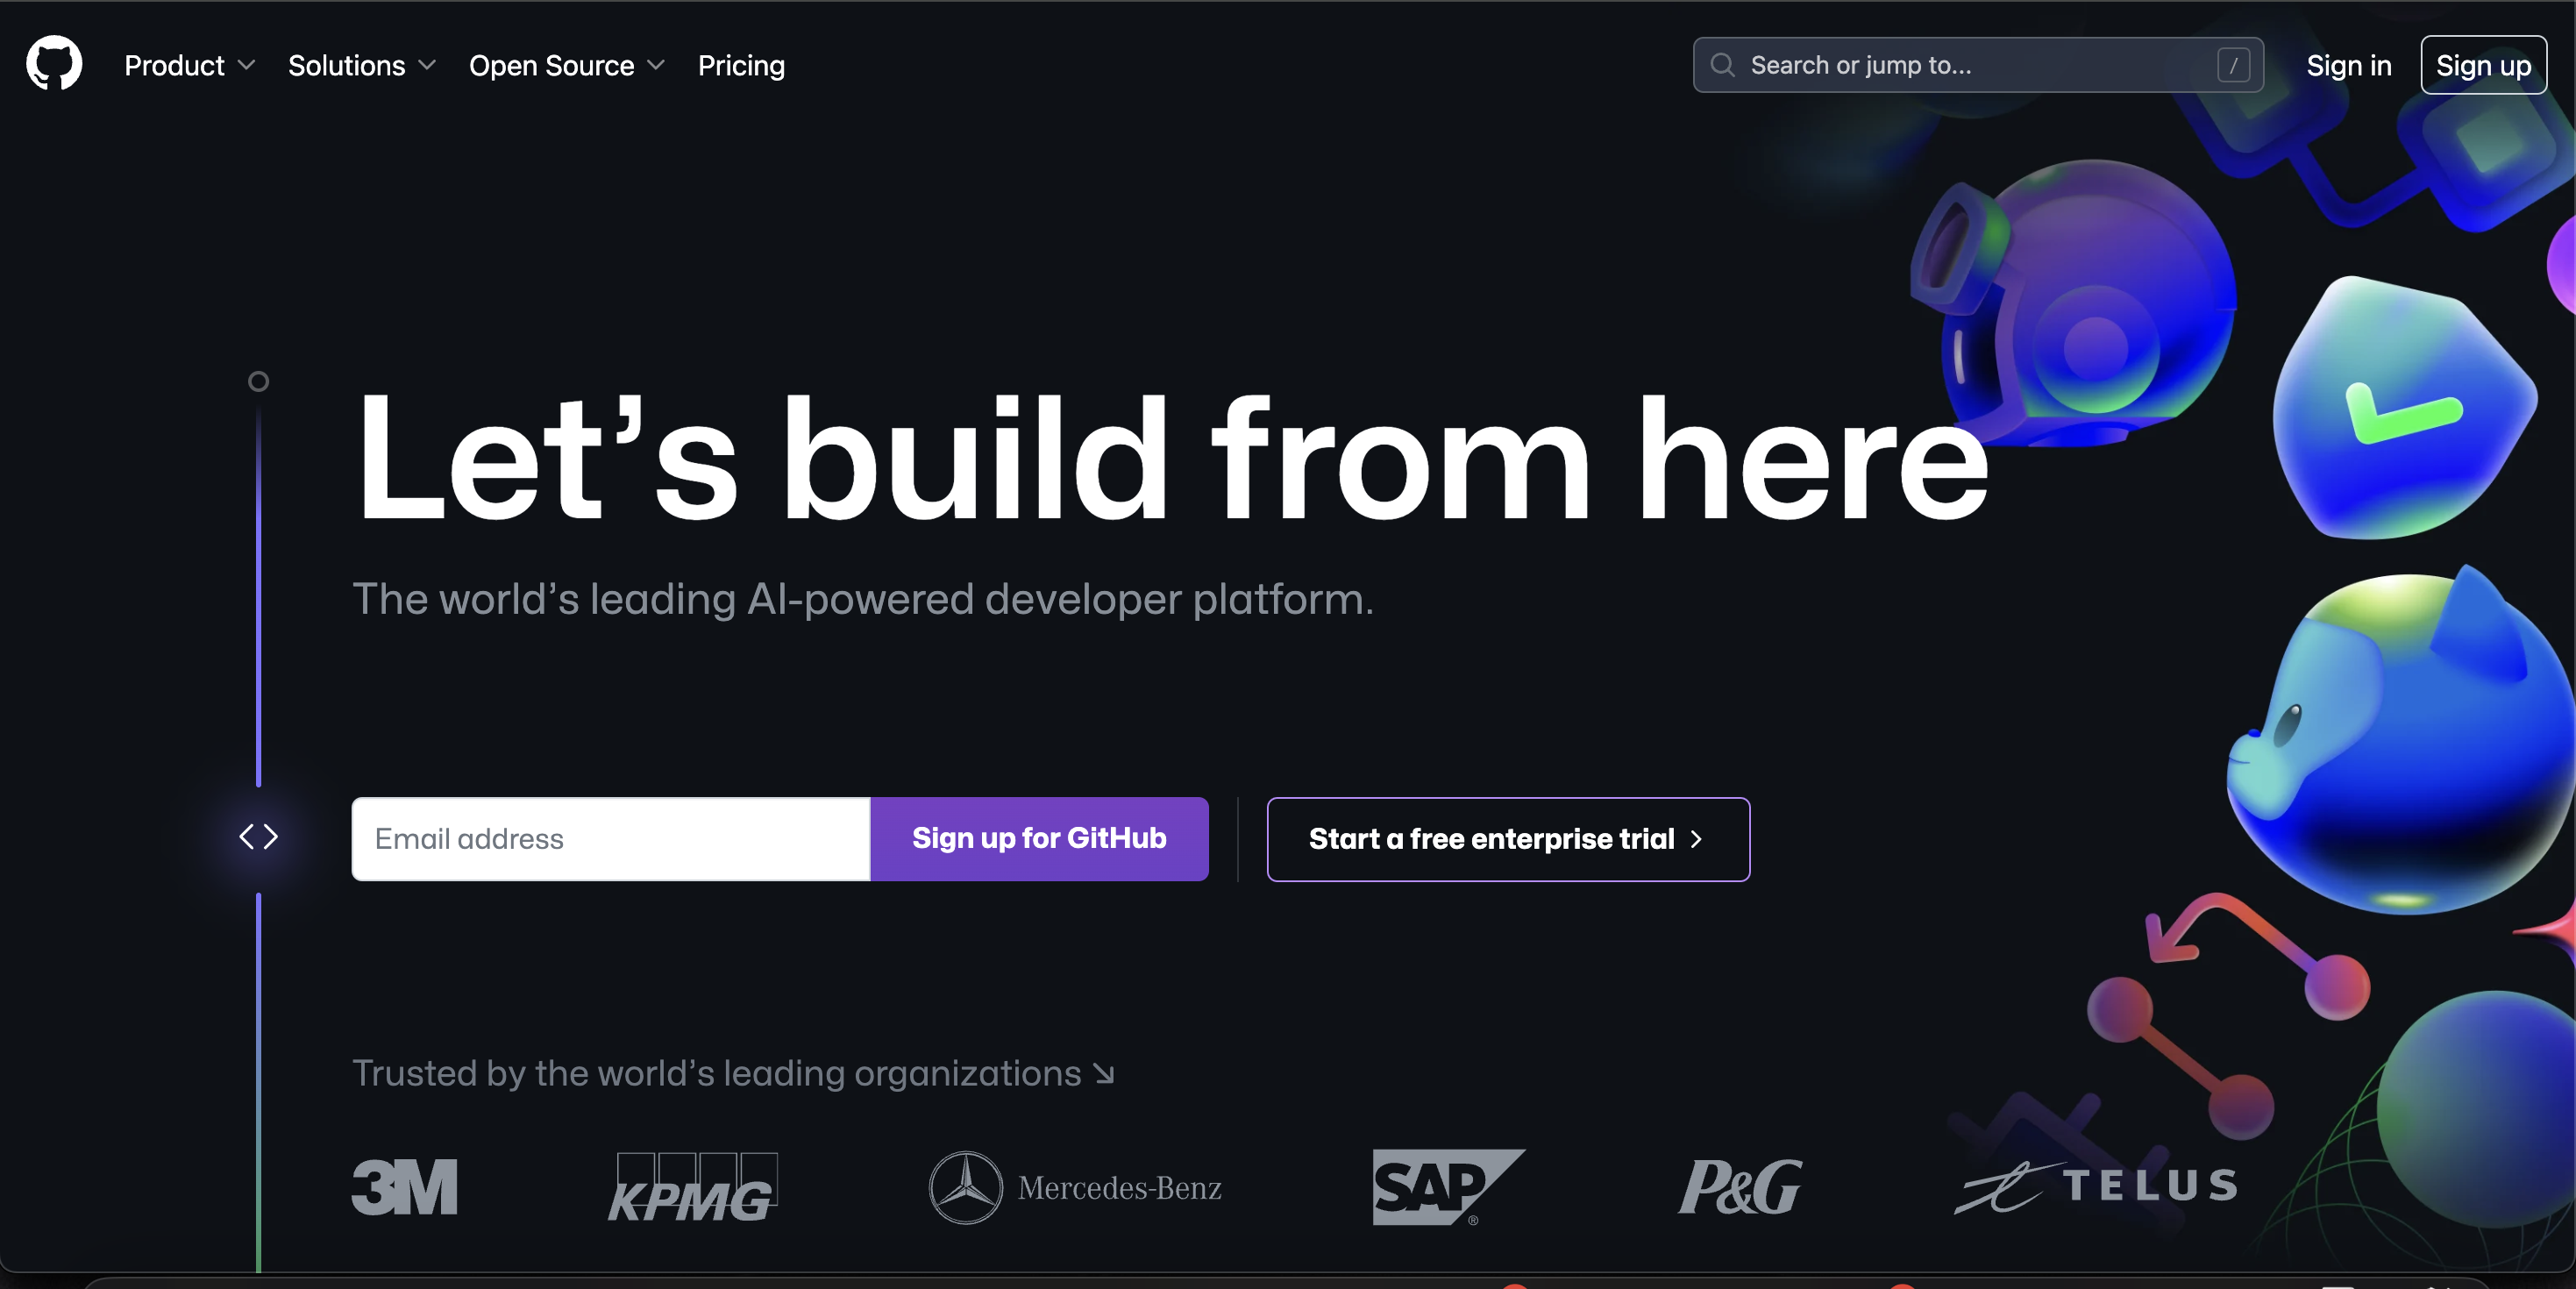 Product
Solutions
Open Source
Pricing
Search or jump to...
/
Sign in
Sign up
Let’s build from here
The world’s leading AI-powered developer platform.
Email address
Sign up for GitHub
Start a free enterprise trial
Trusted by the world’s leading organizations
3M
KPMG
Mercedes-Benz
SAP®
P&G
TELUS